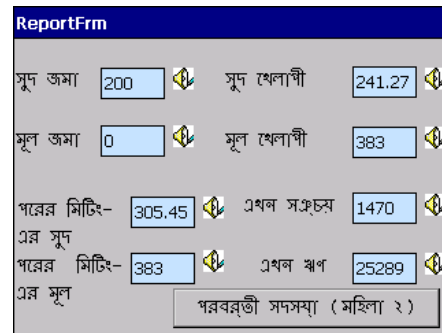 ReportFrm
সুদ জমা 200 সুদ খেলাপী 241.27
মূল জমা 0 মূল খেলাপী 383
পরের মিটিং-এর সুদ 305.45 এখন সঞ্চয় 1470
পরের মিটিং-এর মূল 383 এখন ঋণ 25289
পরবর্তী সদস্যা ( মহিলা ২ )